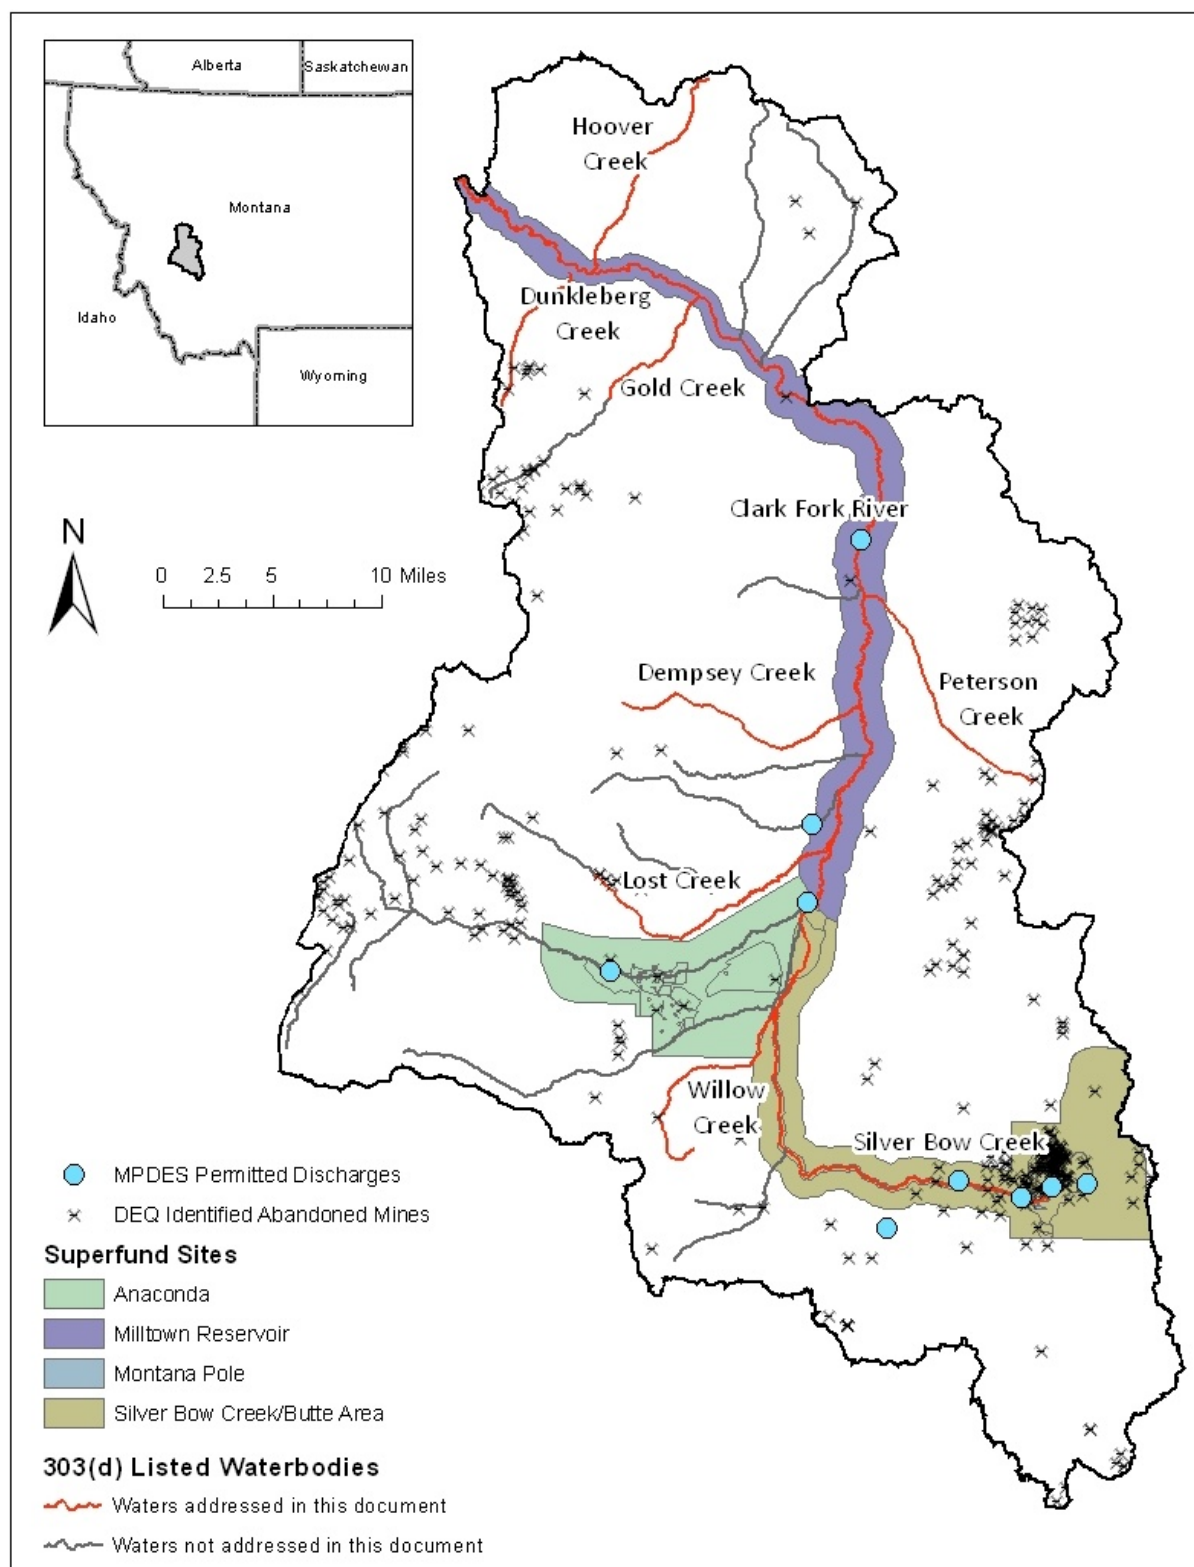 Alberta
Saskatchewan
Montana
Idaho
Wyoming
Hoover
Creek
Dunkleberg
Creek
Gold Creek
N
0 2.5 5 10 Miles
Clark Fork River
Dempsey Creek
Peterson
Creek
Lost Creek
Willow
Creek
Silver Bow Creek
MPDES Permitted Discharges
DEQ Identified Abandoned Mines
Superfund Sites
Anaconda
Milltown Reservoir
Montana Pole
Silver Bow Creek/Butte Area
303(d) Listed Waterbodies
Waters addressed in this document
Waters not addressed in this document